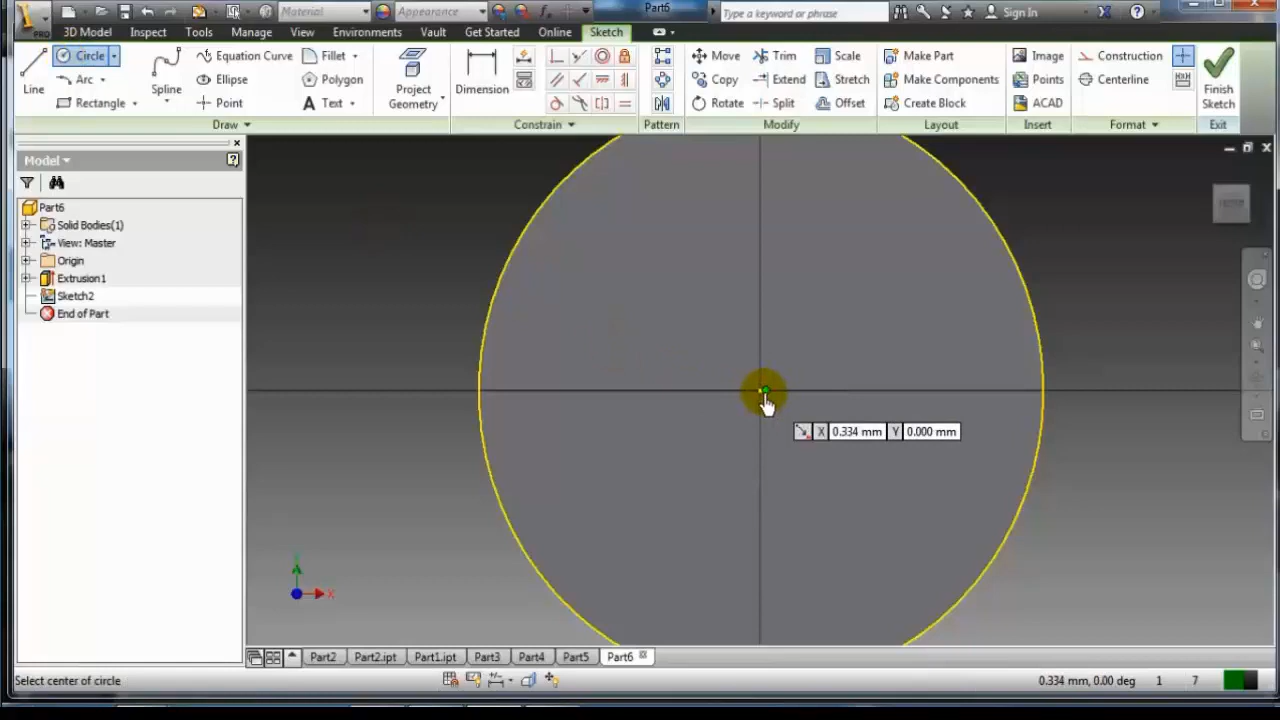 Material Appearance Part6 Type a keyword or phrase Sign In
PRO 3D Model Inspect Tools Manage View Environments Vault Get Started Online Sketch
Line Circle Arc Rectangle Spline Equation Curve Ellipse Point Fillet Polygon Text Project Geometry Dimension Move Copy Rotate Trim Extend Split Scale Stretch Offset Make Part Make Components Create Block Image Points ACAD Construction Centerline Finish Sketch
Draw Constrain Pattern Modify Layout Insert Format Exit
Model
Part6
Solid Bodies(1)
View: Master
Origin
Extrusion1
Sketch2
End of Part
X 0.334 mm Y 0.000 mm
X
Part2 Part2.ipt Part1.ipt Part3 Part4 Part5 Part6
Select center of circle 0.334 mm, 0.00 deg 1 7